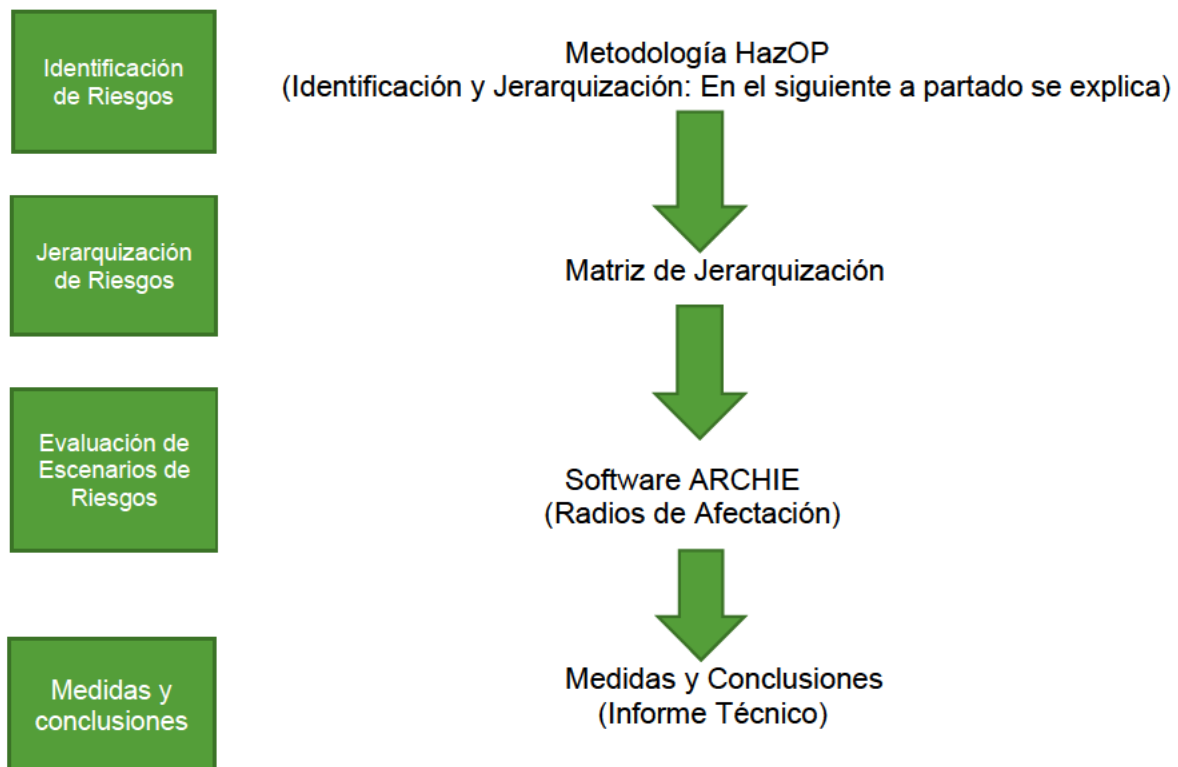 Identificación
de Riesgos
Metodología HazOP
(Identificación y Jerarquización: En el siguiente a partado se explica)
Jerarquización
de Riesgos
Matriz de Jerarquización
Evaluación de
Escenarios de
Riesgos
Software ARCHIE
(Radios de Afectación)
Medidas y
conclusiones
Medidas y Conclusiones
(Informe Técnico)